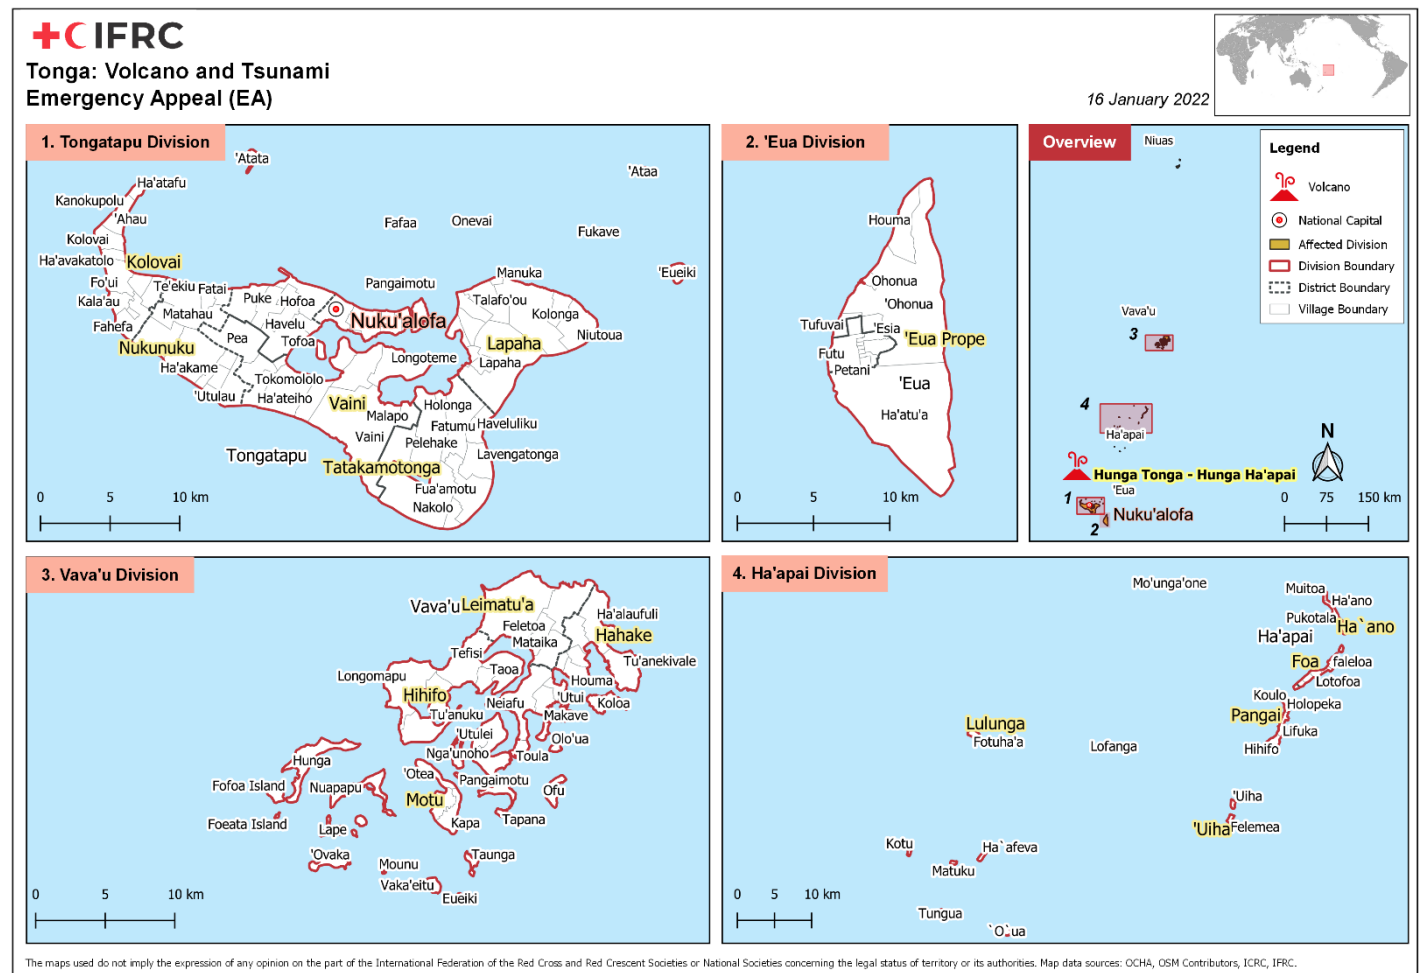 IFRC
Tonga: Volcano and Tsunami
Emergency Appeal (EA)
16 January 2022
1. Tongatapu Division
'Atata
'Ataa
Ha'atafu
Kanokupolu
'Ahau
Fafaa
Onevai
Fukave
Kolovai
Ha'avakatolo
Kolovai
'Eueiki
Manuka
Fo'ui
Te'ekiu
Fatai
Pangaimotu
Puke
Hofoa
Talafo'ou
Kala'au
Matahau
Kolonga
Havelu
Nuku'alofa
Fahefa
Niutoua
Pea
Tofoa
Lapaha
Nukunuku
Longoteme
Lapaha
Ha'akame
Tokomololo
'Utulau
Ha'ateiho
Vaini
Malapo
Holonga
Fatumu
Haveluliku
Vaini
Pelehake
Tongatapu
Lavengatonga
Tatakamotonga
Fua'amotu
Nakolo
0 5 10 km
2. 'Eua Division
Houma
Ohonua
'Ohonua
Tufuvai
'Esia
'Eua Prope
Futu
Petani
'Eua
Ha'atu'a
0 5 10 km
Overview
Niuas
Vava'u
3
4
Ha'apai
Hunga Tonga - Hunga Ha'apai
'Eua
1
Nuku'alofa
2
N
0 75 150 km
Legend
Volcano
National Capital
Affected Division
Division Boundary
District Boundary
Village Boundary
3. Vava'u Division
Vava'u
Leimatu'a
Ha'alaufuli
Feletoa
Hahake
Mataika
Tefisi
Tu'anekivale
Taoa
Longomapu
Houma
Hihifo
'Utui
Neiafu
Koloa
Tu'anuku
Makave
'Utulei
Olo'ua
Nga'unoho
Toula
Hunga
'Otea
Pangaimotu
Fofoa Island
Nuapapu
Ofu
Motu
Foeata Island
Lape
Kapa
Tapana
'Ovaka
Taunga
Mounu
Vaka'eitu
Eueiki
0 5 10 km
4. Ha'apai Division
Mo'unga'one
Muitoa
Ha'ano
Pukotala
Ha`ano
Ha'apai
Foa
faleloa
Lotofoa
Koulo
Holopeka
Pangai
Lulunga
Lifuka
Fotuha'a
Lofanga
Hihifo
'Uiha
'Uiha
Felemea
Kotu
Ha`afeva
Matuku
Tungua
`O`ua
0 5 10 km
The maps used do not imply the expression of any opinion on the part of the International Federation of the Red Cross and Red Crescent Societies or National Societies concerning the legal status of territory or its authorities. Map data sources: OCHA, OSM Contributors, ICRC, IFRC.